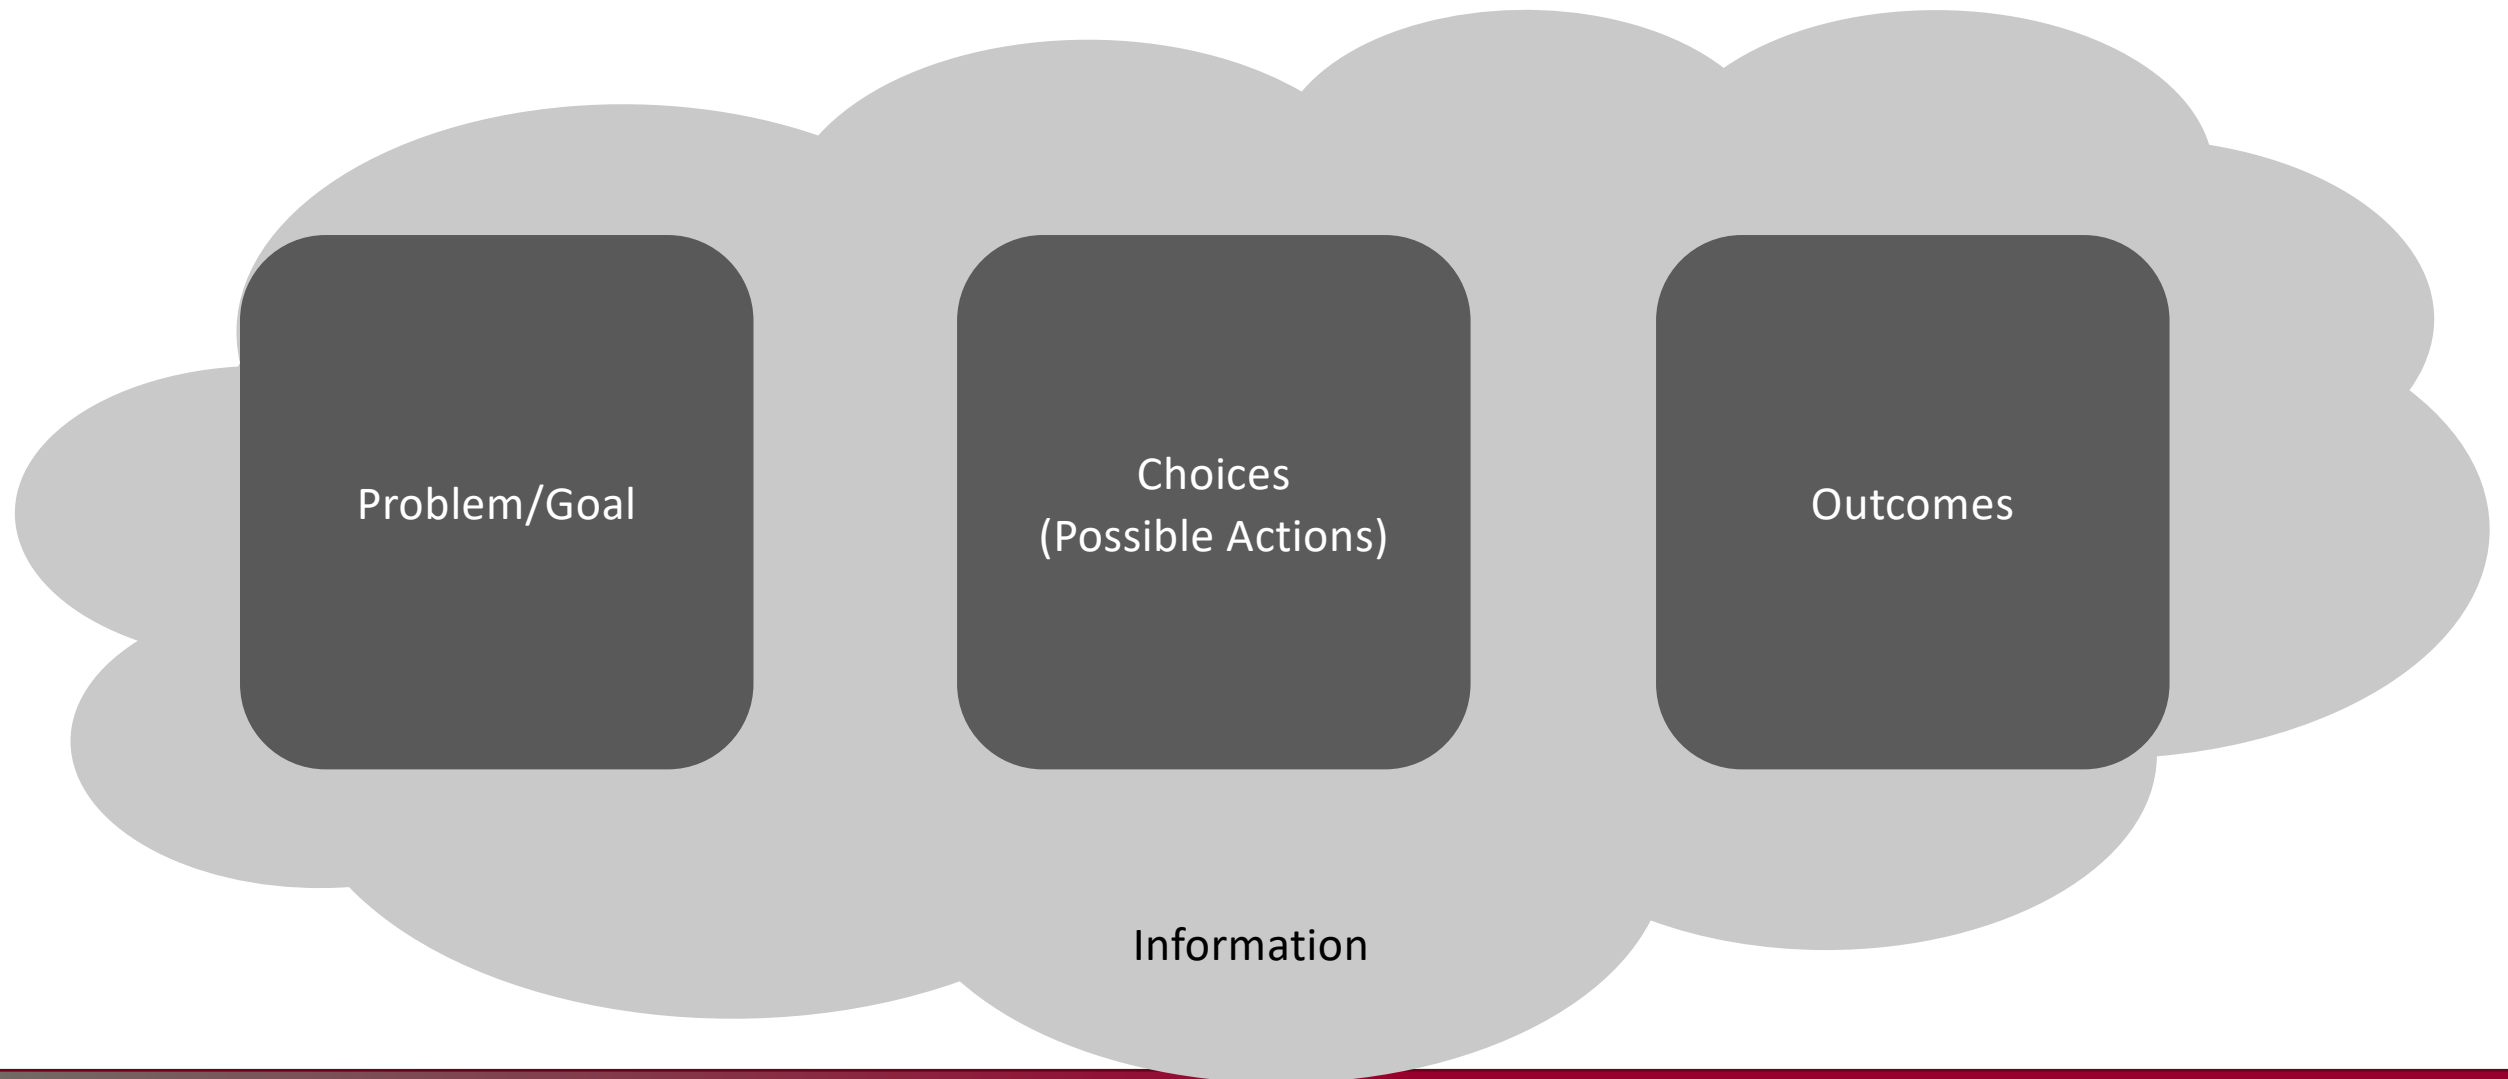 Problem/Goal
Choices
(Possible Actions)
Outcomes
Information